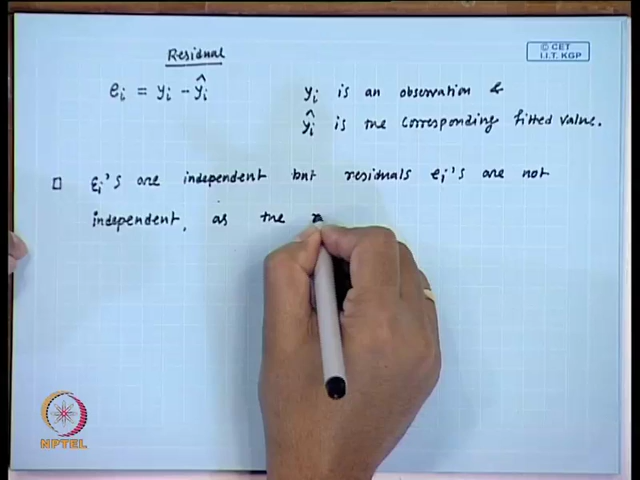 Residual
© CET
I.I.T. KGP
eᵢ = yᵢ - ŷᵢ
yᵢ is an observation &
ŷᵢ is the corresponding fitted value.
□ εᵢ's are independent but residuals eᵢ's are not
independent, as the
NPTEL